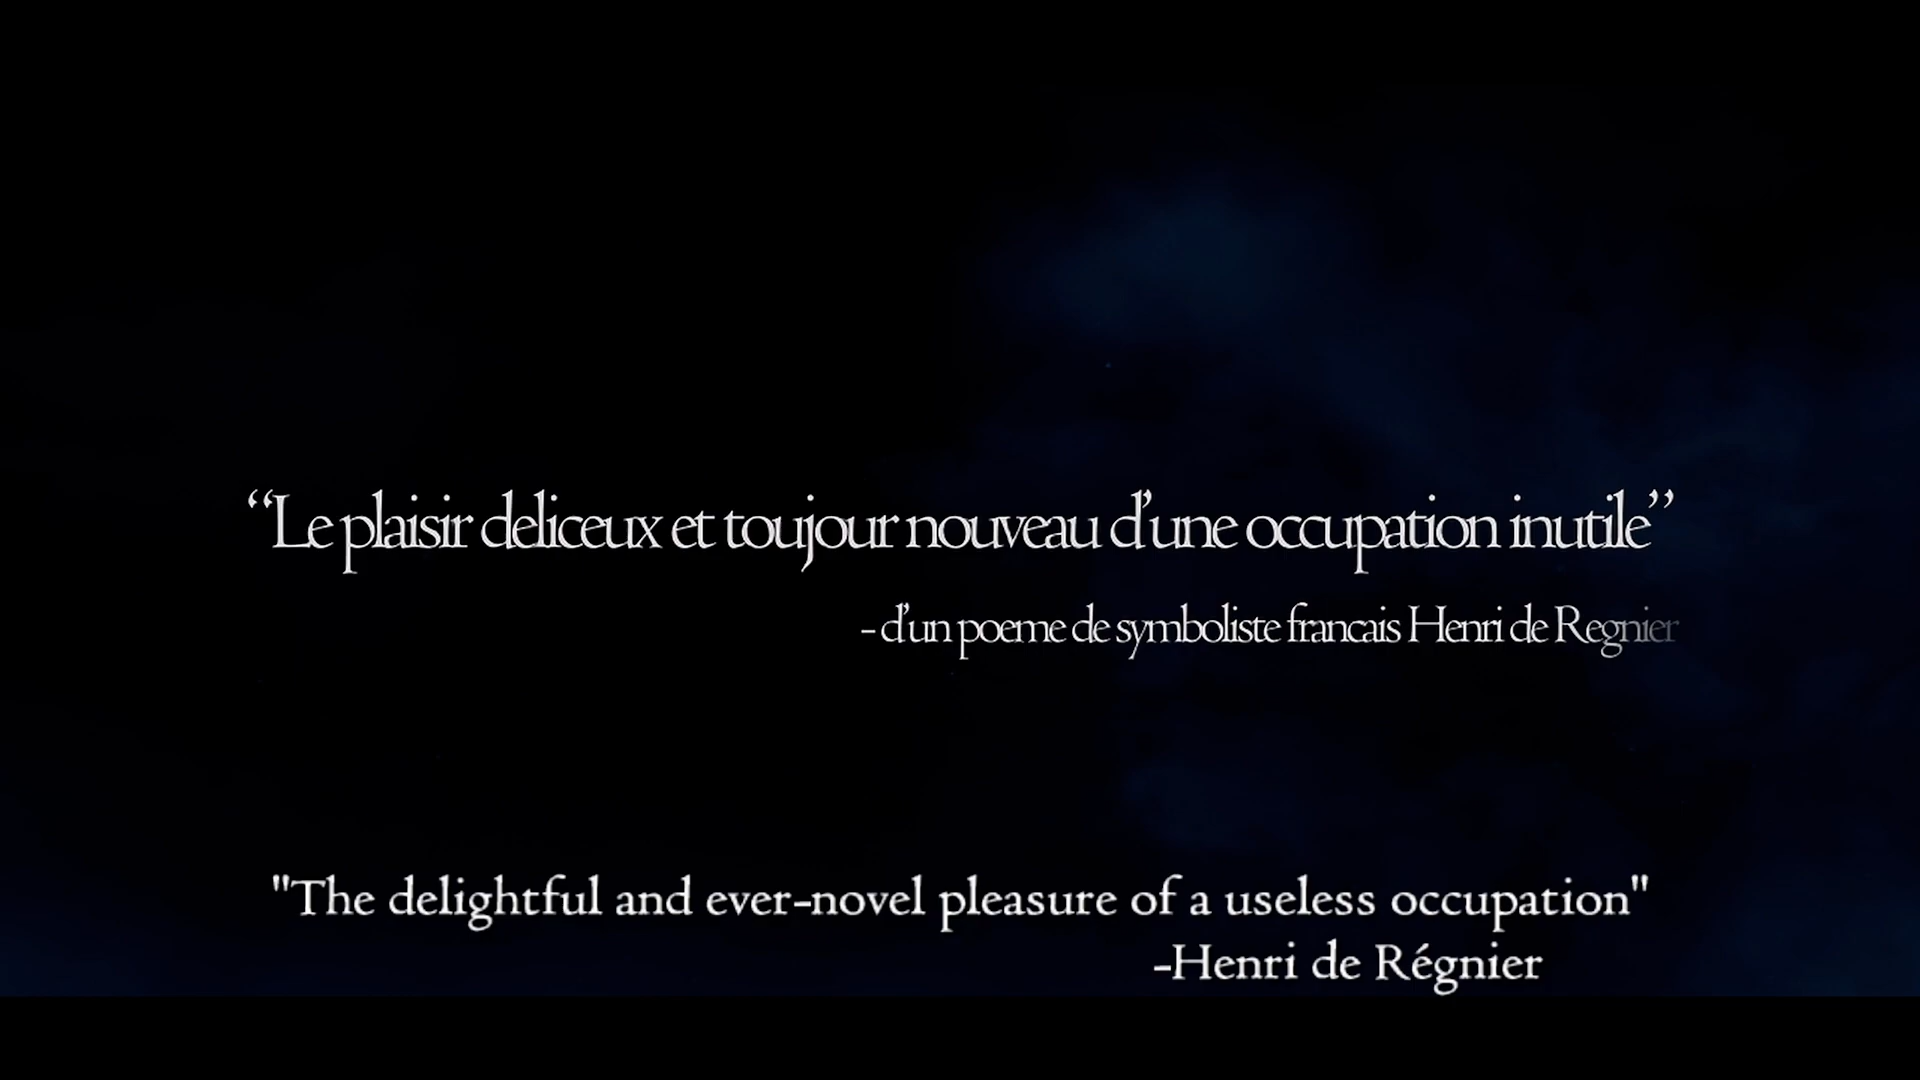 “Le plaisir deliceux et toujour nouveau d’une occupation inutile”
- d’un poeme de symboliste francais Henri de Regnier
"The delightful and ever-novel pleasure of a useless occupation"
-Henri de Régnier